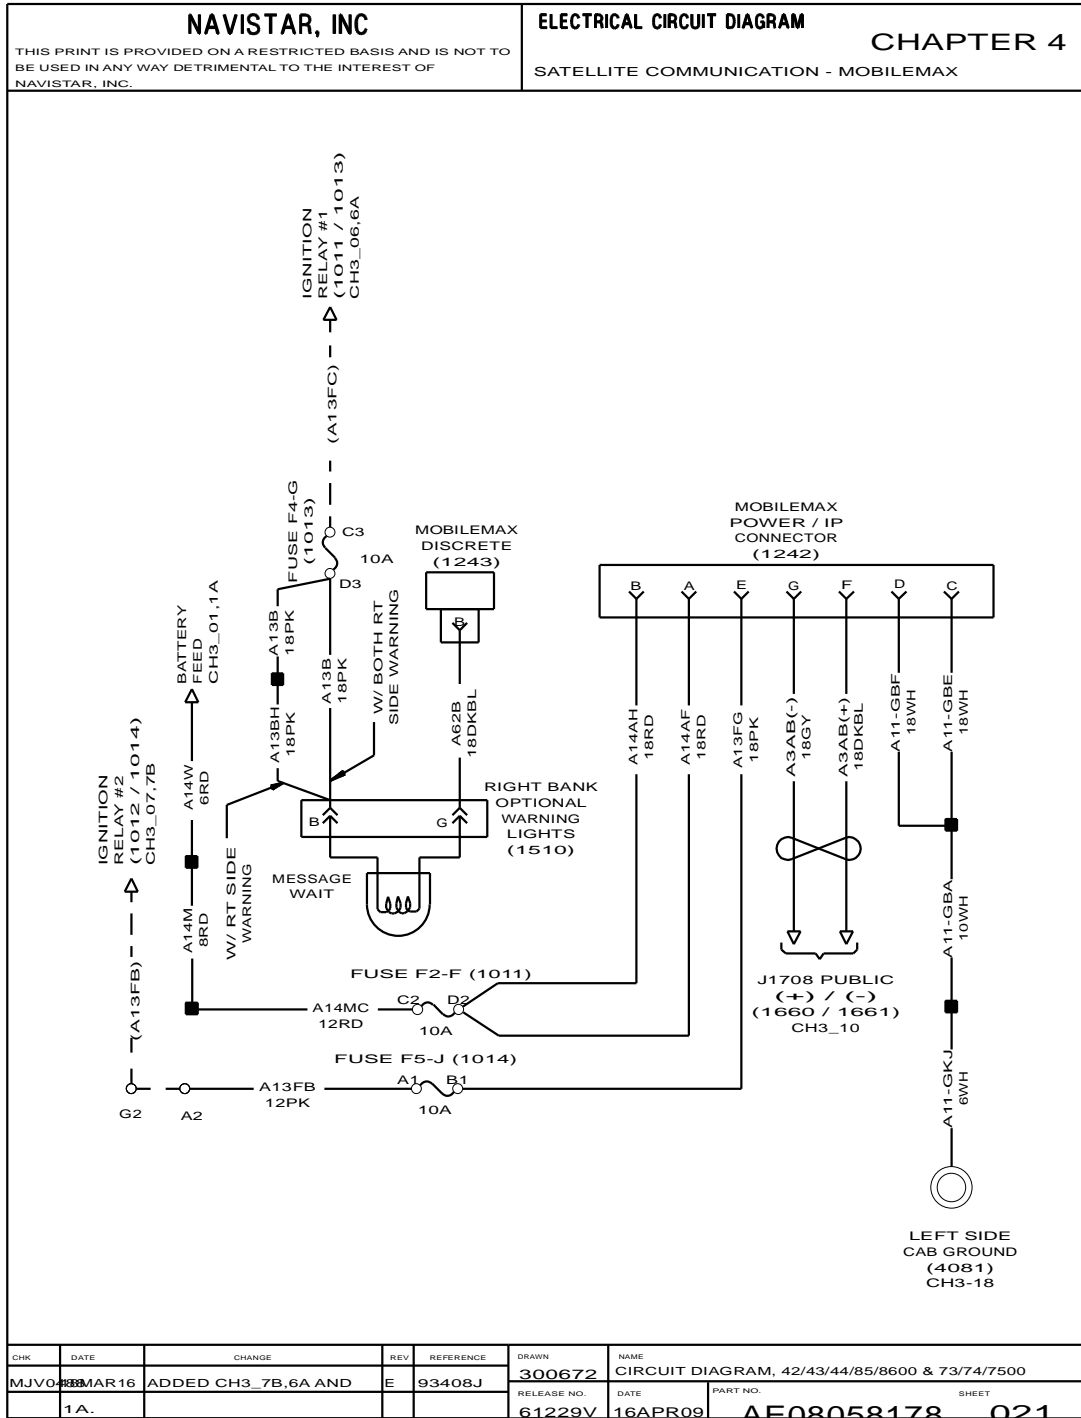 NAVISTAR, INC
THIS PRINT IS PROVIDED ON A RESTRICTED BASIS AND IS NOT TO
BE USED IN ANY WAY DETRIMENTAL TO THE INTEREST OF
NAVISTAR, INC.
ELECTRICAL CIRCUIT DIAGRAM
CHAPTER 4
SATELLITE COMMUNICATION - MOBILEMAX
IGNITION
RELAY #1
(1011 / 1013)
CH3_06,6A
(A13FC)
FUSE F4-G
(1013)
C3
10A
D3
MOBILEMAX
DISCRETE
(1243)
B
MOBILEMAX
POWER / IP
CONNECTOR
(1242)
B
A
E
G
F
D
C
BATTERY
FEED
CH3_01,1A
A13B
18PK
A13BH
18PK
A13B
18PK
W/ BOTH RT
SIDE WARNING
A62B
18DKBL
A14AH
18RD
A14AF
18RD
A13FG
18PK
A3AB(-)
18GY
A3AB(+)
18DKBL
A11-GBF
18WH
A11-GBE
18WH
IGNITION
RELAY #2
(1012 / 1014)
CH3_07,7B
A14W
6RD
B
G
RIGHT BANK
OPTIONAL
WARNING
LIGHTS
(1510)
W/ RT SIDE
WARNING
MESSAGE
WAIT
A14M
8RD
(A13FB)
A11-GBA
10WH
FUSE F2-F (1011)
A14MC
12RD
C2
D2
10A
J1708 PUBLIC
(+) / (-)
(1660 / 1661)
CH3_10
FUSE F5-J (1014)
A13FB
12PK
A1
B1
10A
G2
A2
A11-GKJ
6WH
LEFT SIDE
CAB GROUND
(4081)
CH3-18
CHK
DATE
CHANGE
REV
REFERENCE
ADDED CH3_7B,6A AND
E
93408J
1A.
DRAWN
300672
NAME
CIRCUIT DIAGRAM, 42/43/44/85/8600 & 73/74/7500
RELEASE NO.
61229V
DATE
16APR09
PART NO.
AE08058178
SHEET
021